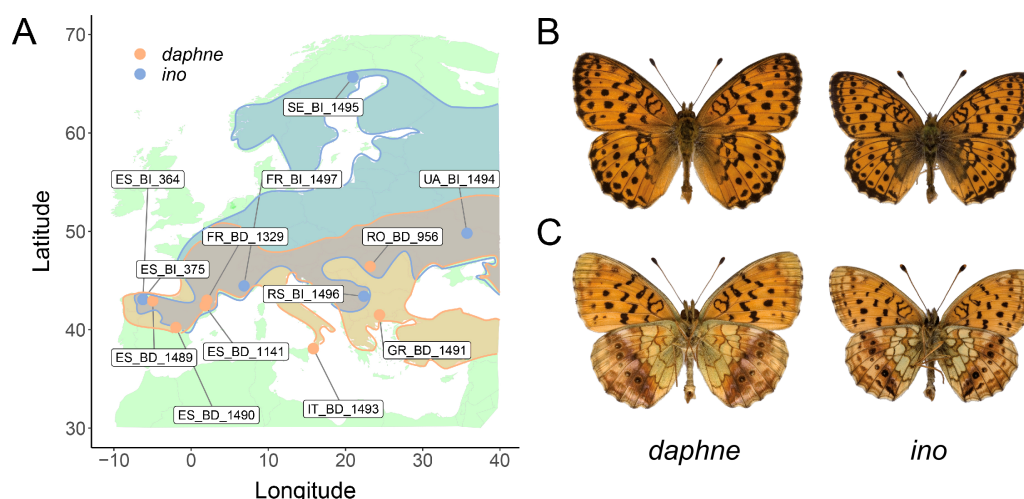 A
B
daphne
ino
SE_BI_1495
ES_BI_364
FR_BI_1497
UA_BI_1494
FR_BD_1329
RO_BD_956
ES_BI_375
RS_BI_1496
ES_BD_1489
ES_BD_1141
GR_BD_1491
ES_BD_1490
IT_BD_1493
70
60
50
40
30
Latitude
−10
0
10
20
30
40
Longitude
C
daphne
ino